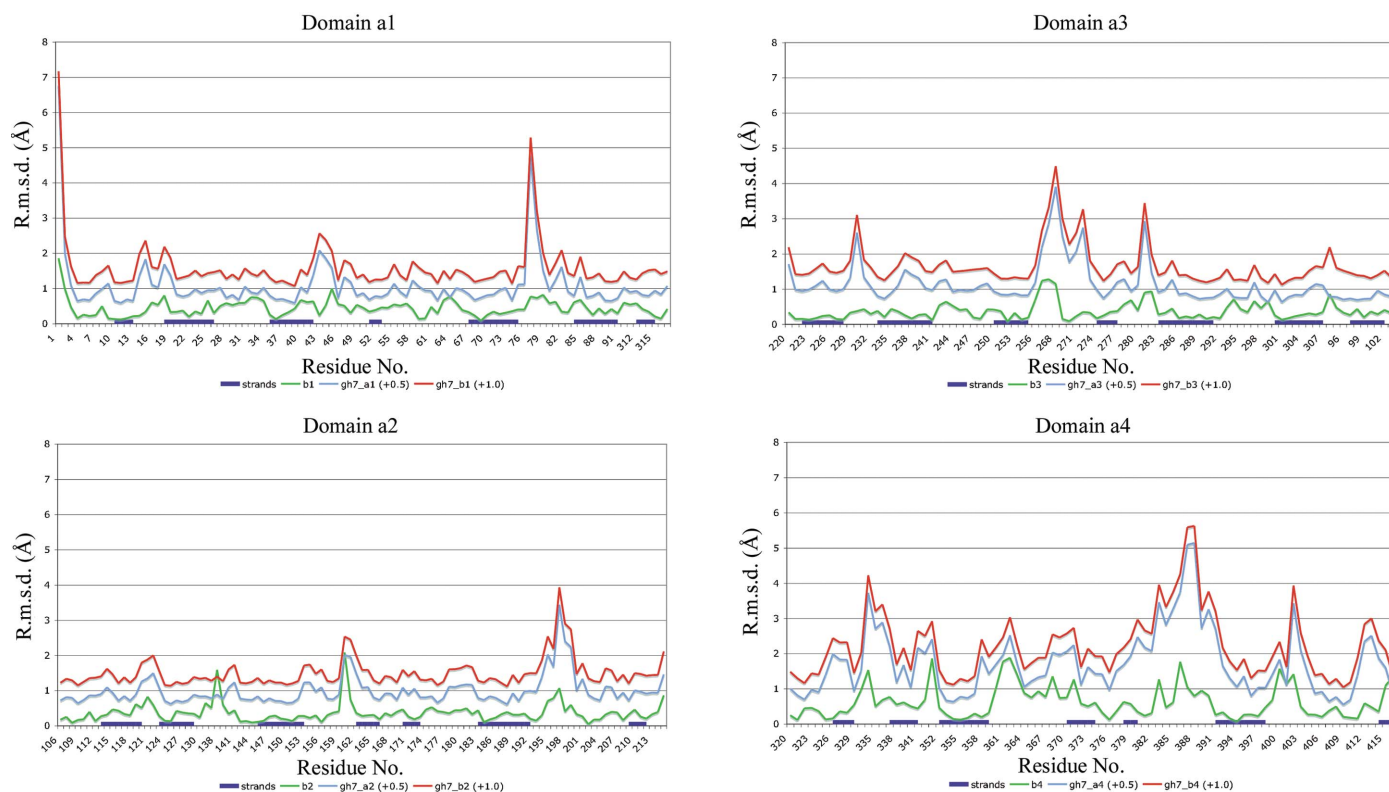 Domain a1
8
7
6
5
4
3
2
1
0
R.m.s.d. (Å)
1 4 7 10 13 16 19 22 25 28 31 34 37 40 43 46 49 52 55 58 61 64 67 70 73 76 79 82 85 88 91 312 315
Residue No.
strands b1 gh7_a1 (+0.5) gh7_b1 (+1.0)
Domain a3
8
7
6
5
4
3
2
1
0
R.m.s.d. (Å)
220 223 226 229 232 235 238 241 244 247 250 253 256 268 271 274 277 280 283 286 289 292 295 298 301 304 307 96 99 102
Residue No.
strands b3 gh7_a3 (+0.5) gh7_b3 (+1.0)
Domain a2
8
7
6
5
4
3
2
1
0
R.m.s.d. (Å)
106 109 112 115 118 121 124 127 130 138 141 144 147 150 153 156 159 162 165 168 171 174 177 180 183 186 189 192 195 198 201 204 207 210 213
Residue No.
strands b2 gh7_a2 (+0.5) gh7_b2 (+1.0)
Domain a4
8
7
6
5
4
3
2
1
0
R.m.s.d. (Å)
320 323 326 329 335 338 341 352 355 358 361 364 367 370 373 376 379 382 385 388 391 394 397 400 403 406 409 412 415
Residue No.
strands b4 gh7_a4 (+0.5) gh7_b4 (+1.0)